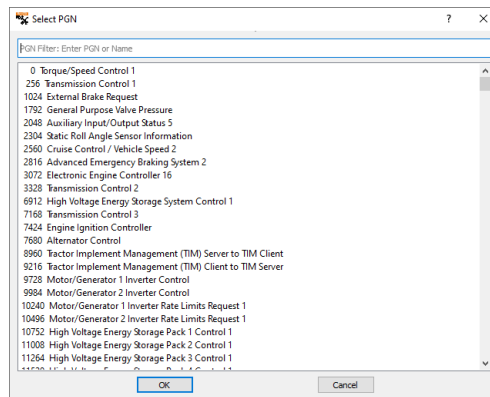 Select PGN
PGN Filter: Enter PGN or Name
0 Torque/Speed Control 1
256 Transmission Control 1
1024 External Brake Request
1792 General Purpose Valve Pressure
2048 Auxiliary Input/Output Status 5
2304 Static Roll Angle Sensor Information
2560 Cruise Control / Vehicle Speed 2
2816 Advanced Emergency Braking System 2
3072 Electronic Engine Controller 16
3328 Transmission Control 2
6912 High Voltage Energy Storage System Control 1
7168 Transmission Control 3
7424 Engine Ignition Controller
7680 Alternator Control
8960 Tractor Implement Management (TIM) Server to TIM Client
9216 Tractor Implement Management (TIM) Client to TIM Server
9728 Motor/Generator 1 Inverter Control
9984 Motor/Generator 2 Inverter Control
10240 Motor/Generator 1 Inverter Rate Limits Request 1
10496 Motor/Generator 2 Inverter Rate Limits Request 1
10752 High Voltage Energy Storage Pack 1 Control 1
11008 High Voltage Energy Storage Pack 2 Control 1
11264 High Voltage Energy Storage Pack 3 Control 1
OK Cancel